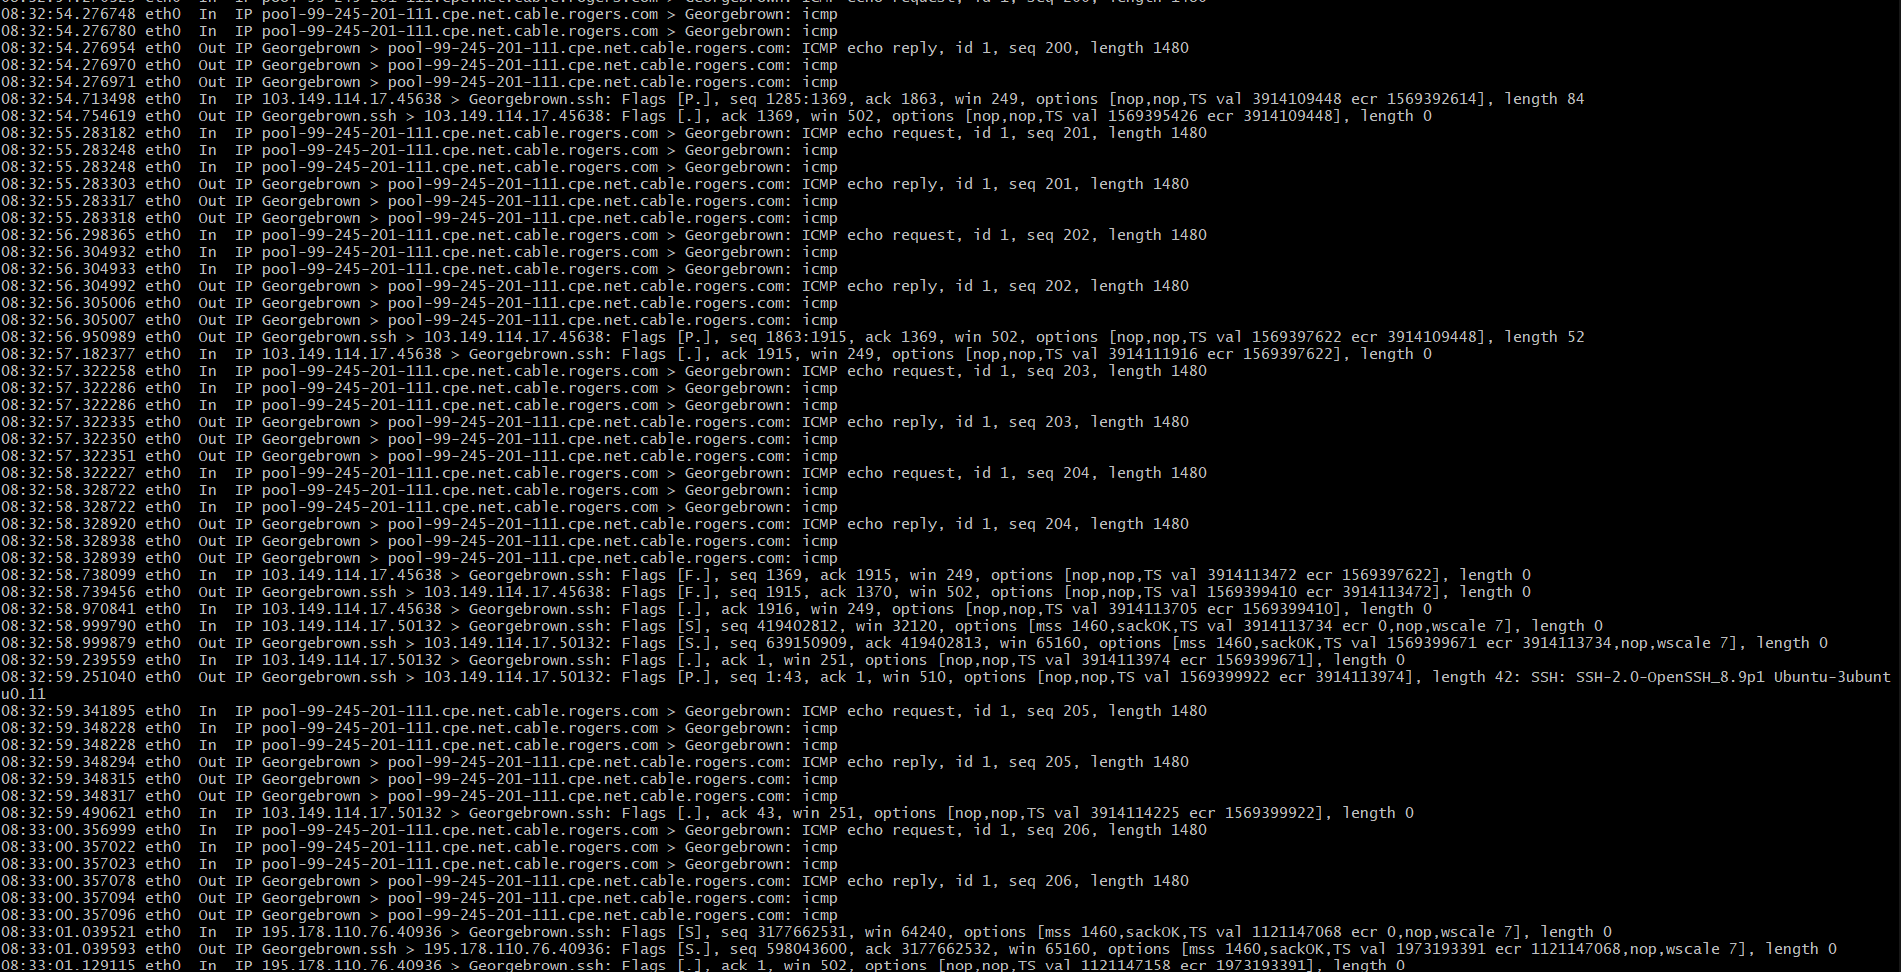 08:32:54.276748 eth0  In  IP pool-99-245-201-111.cpe.net.cable.rogers.com > Georgebrown: icmp
08:32:54.276780 eth0  In  IP pool-99-245-201-111.cpe.net.cable.rogers.com > Georgebrown: icmp
08:32:54.276954 eth0  Out IP Georgebrown > pool-99-245-201-111.cpe.net.cable.rogers.com: ICMP echo reply, id 1, seq 200, length 1480
08:32:54.276970 eth0  Out IP Georgebrown > pool-99-245-201-111.cpe.net.cable.rogers.com: icmp
08:32:54.276971 eth0  Out IP Georgebrown > pool-99-245-201-111.cpe.net.cable.rogers.com: icmp
08:32:54.713498 eth0  In  IP 103.149.114.17.45638 > Georgebrown.ssh: Flags [P.], seq 1285:1369, ack 1863, win 249, options [nop,nop,TS val 3914109448 ecr 1569392614], length 84
08:32:54.754619 eth0  Out IP Georgebrown.ssh > 103.149.114.17.45638: Flags [.], ack 1369, win 502, options [nop,nop,TS val 1569395426 ecr 3914109448], length 0
08:32:55.283182 eth0  In  IP pool-99-245-201-111.cpe.net.cable.rogers.com > Georgebrown: ICMP echo request, id 1, seq 201, length 1480
08:32:55.283248 eth0  In  IP pool-99-245-201-111.cpe.net.cable.rogers.com > Georgebrown: icmp
08:32:55.283248 eth0  In  IP pool-99-245-201-111.cpe.net.cable.rogers.com > Georgebrown: icmp
08:32:55.283303 eth0  Out IP Georgebrown > pool-99-245-201-111.cpe.net.cable.rogers.com: ICMP echo reply, id 1, seq 201, length 1480
08:32:55.283317 eth0  Out IP Georgebrown > pool-99-245-201-111.cpe.net.cable.rogers.com: icmp
08:32:55.283318 eth0  Out IP Georgebrown > pool-99-245-201-111.cpe.net.cable.rogers.com: icmp
08:32:56.298365 eth0  In  IP pool-99-245-201-111.cpe.net.cable.rogers.com > Georgebrown: ICMP echo request, id 1, seq 202, length 1480
08:32:56.304932 eth0  In  IP pool-99-245-201-111.cpe.net.cable.rogers.com > Georgebrown: icmp
08:32:56.304933 eth0  In  IP pool-99-245-201-111.cpe.net.cable.rogers.com > Georgebrown: icmp
08:32:56.304992 eth0  Out IP Georgebrown > pool-99-245-201-111.cpe.net.cable.rogers.com: ICMP echo reply, id 1, seq 202, length 1480
08:32:56.305006 eth0  Out IP Georgebrown > pool-99-245-201-111.cpe.net.cable.rogers.com: icmp
08:32:56.305007 eth0  Out IP Georgebrown > pool-99-245-201-111.cpe.net.cable.rogers.com: icmp
08:32:56.950989 eth0  Out IP Georgebrown.ssh > 103.149.114.17.45638: Flags [P.], seq 1863:1915, ack 1369, win 502, options [nop,nop,TS val 1569397622 ecr 3914109448], length 52
08:32:57.182377 eth0  In  IP 103.149.114.17.45638 > Georgebrown.ssh: Flags [.], ack 1915, win 249, options [nop,nop,TS val 3914111916 ecr 1569397622], length 0
08:32:57.322258 eth0  In  IP pool-99-245-201-111.cpe.net.cable.rogers.com > Georgebrown: ICMP echo request, id 1, seq 203, length 1480
08:32:57.322286 eth0  In  IP pool-99-245-201-111.cpe.net.cable.rogers.com > Georgebrown: icmp
08:32:57.322286 eth0  In  IP pool-99-245-201-111.cpe.net.cable.rogers.com > Georgebrown: icmp
08:32:57.322335 eth0  Out IP Georgebrown > pool-99-245-201-111.cpe.net.cable.rogers.com: ICMP echo reply, id 1, seq 203, length 1480
08:32:57.322350 eth0  Out IP Georgebrown > pool-99-245-201-111.cpe.net.cable.rogers.com: icmp
08:32:57.322351 eth0  Out IP Georgebrown > pool-99-245-201-111.cpe.net.cable.rogers.com: icmp
08:32:58.322227 eth0  In  IP pool-99-245-201-111.cpe.net.cable.rogers.com > Georgebrown: ICMP echo request, id 1, seq 204, length 1480
08:32:58.328722 eth0  In  IP pool-99-245-201-111.cpe.net.cable.rogers.com > Georgebrown: icmp
08:32:58.328722 eth0  In  IP pool-99-245-201-111.cpe.net.cable.rogers.com > Georgebrown: icmp
08:32:58.328920 eth0  Out IP Georgebrown > pool-99-245-201-111.cpe.net.cable.rogers.com: ICMP echo reply, id 1, seq 204, length 1480
08:32:58.328938 eth0  Out IP Georgebrown > pool-99-245-201-111.cpe.net.cable.rogers.com: icmp
08:32:58.328939 eth0  Out IP Georgebrown > pool-99-245-201-111.cpe.net.cable.rogers.com: icmp
08:32:58.738099 eth0  In  IP 103.149.114.17.45638 > Georgebrown.ssh: Flags [F.], seq 1369, ack 1915, win 249, options [nop,nop,TS val 3914113472 ecr 1569397622], length 0
08:32:58.739456 eth0  Out IP Georgebrown.ssh > 103.149.114.17.45638: Flags [F.], seq 1915, ack 1370, win 502, options [nop,nop,TS val 1569399410 ecr 3914113472], length 0
08:32:58.970841 eth0  In  IP 103.149.114.17.45638 > Georgebrown.ssh: Flags [.], ack 1916, win 249, options [nop,nop,TS val 3914113705 ecr 1569399410], length 0
08:32:58.999790 eth0  In  IP 103.149.114.17.50132 > Georgebrown.ssh: Flags [S], seq 419402812, win 32120, options [mss 1460,sackOK,TS val 3914113734 ecr 0,nop,wscale 7], length 0
08:32:58.999879 eth0  Out IP Georgebrown.ssh > 103.149.114.17.50132: Flags [S.], seq 639150909, ack 419402813, win 65160, options [mss 1460,sackOK,TS val 1569399671 ecr 3914113734,nop,wscale 7], length 0
08:32:59.239559 eth0  In  IP 103.149.114.17.50132 > Georgebrown.ssh: Flags [.], ack 1, win 251, options [nop,nop,TS val 3914113974 ecr 1569399671], length 0
08:32:59.251040 eth0  Out IP Georgebrown.ssh > 103.149.114.17.50132: Flags [P.], seq 1:43, ack 1, win 510, options [nop,nop,TS val 1569399922 ecr 3914113974], length 42: SSH: SSH-2.0-OpenSSH_8.9p1 Ubuntu-3ubunt
u0.11
08:32:59.341895 eth0  In  IP pool-99-245-201-111.cpe.net.cable.rogers.com > Georgebrown: ICMP echo request, id 1, seq 205, length 1480
08:32:59.348228 eth0  In  IP pool-99-245-201-111.cpe.net.cable.rogers.com > Georgebrown: icmp
08:32:59.348228 eth0  In  IP pool-99-245-201-111.cpe.net.cable.rogers.com > Georgebrown: icmp
08:32:59.348294 eth0  Out IP Georgebrown > pool-99-245-201-111.cpe.net.cable.rogers.com: ICMP echo reply, id 1, seq 205, length 1480
08:32:59.348315 eth0  Out IP Georgebrown > pool-99-245-201-111.cpe.net.cable.rogers.com: icmp
08:32:59.348317 eth0  Out IP Georgebrown > pool-99-245-201-111.cpe.net.cable.rogers.com: icmp
08:32:59.490621 eth0  In  IP 103.149.114.17.50132 > Georgebrown.ssh: Flags [.], ack 43, win 251, options [nop,nop,TS val 3914114225 ecr 1569399922], length 0
08:33:00.356999 eth0  In  IP pool-99-245-201-111.cpe.net.cable.rogers.com > Georgebrown: ICMP echo request, id 1, seq 206, length 1480
08:33:00.357022 eth0  In  IP pool-99-245-201-111.cpe.net.cable.rogers.com > Georgebrown: icmp
08:33:00.357023 eth0  In  IP pool-99-245-201-111.cpe.net.cable.rogers.com > Georgebrown: icmp
08:33:00.357078 eth0  Out IP Georgebrown > pool-99-245-201-111.cpe.net.cable.rogers.com: ICMP echo reply, id 1, seq 206, length 1480
08:33:00.357094 eth0  Out IP Georgebrown > pool-99-245-201-111.cpe.net.cable.rogers.com: icmp
08:33:00.357096 eth0  Out IP Georgebrown > pool-99-245-201-111.cpe.net.cable.rogers.com: icmp
08:33:01.039521 eth0  In  IP 195.178.110.76.40936 > Georgebrown.ssh: Flags [S], seq 3177662531, win 64240, options [mss 1460,sackOK,TS val 1121147068 ecr 0,nop,wscale 7], length 0
08:33:01.039593 eth0  Out IP Georgebrown.ssh > 195.178.110.76.40936: Flags [S.], seq 598043600, ack 3177662532, win 65160, options [mss 1460,sackOK,TS val 1973193391 ecr 1121147068,nop,wscale 7], length 0
08:33:01.129115 eth0  In  IP 195.178.110.76.40936 > Georgebrown.ssh: Flags [.], ack 1, win 502, options [nop,nop,TS val 1121147158 ecr 1973193391], length 0